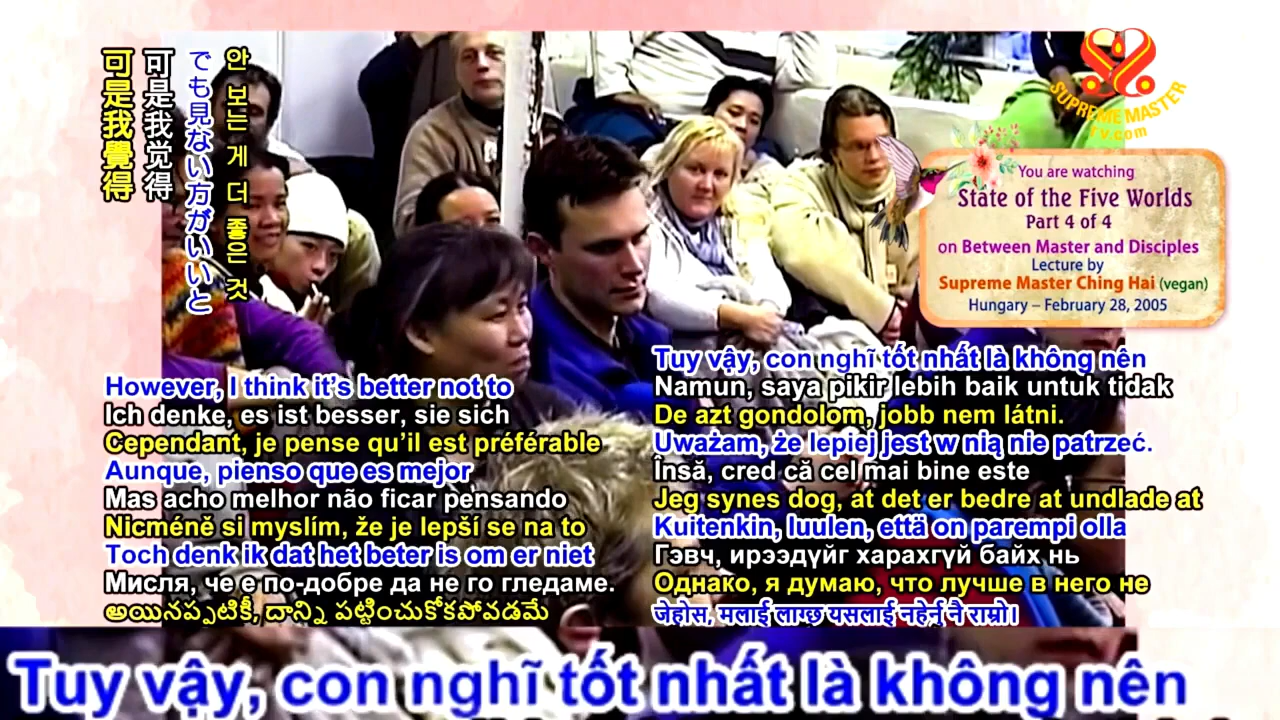 可是我覺得
可是我觉得
でも見ない方がいいと
안 보는 게 더 좋은 것
SUPREME MASTER
TV.com
You are watching
State of the Five Worlds
Part 4 of 4
on Between Master and Disciples
Lecture by
Supreme Master Ching Hai (vegan)
Hungary – February 28, 2005
However, I think it's better not to
Ich denke, es ist besser, sie sich
Cependant, je pense qu'il est préférable
Aunque, pienso que es mejor
Mas acho melhor não ficar pensando
Nicméně si myslím, že je lepší se na to
Toch denk ik dat het beter is om er niet
Мисля, че е по-добре да не го гледаме.
అయినప్పటికీ, దాన్ని పట్టించుకోకపోవడమే
Tuy vậy, con nghĩ tốt nhất là không nên
Namun, saya pikir lebih baik untuk tidak
De azt gondolom, jobb nem látni.
Uważam, że lepiej jest w nią nie patrzeć.
Însă, cred că cel mai bine este
Jeg synes dog, at det er bedre at undlade at
Kuitenkin, luulen, että on parempi olla
Гэвч, ирээдүйг харахгүй байх нь
Однако, я думаю, что лучше в него не
जेहोस, मलाई लाग्छ यसलाई नहेर्नु नै राम्रो।
Tuy vậy, con nghĩ tốt nhất là không nên